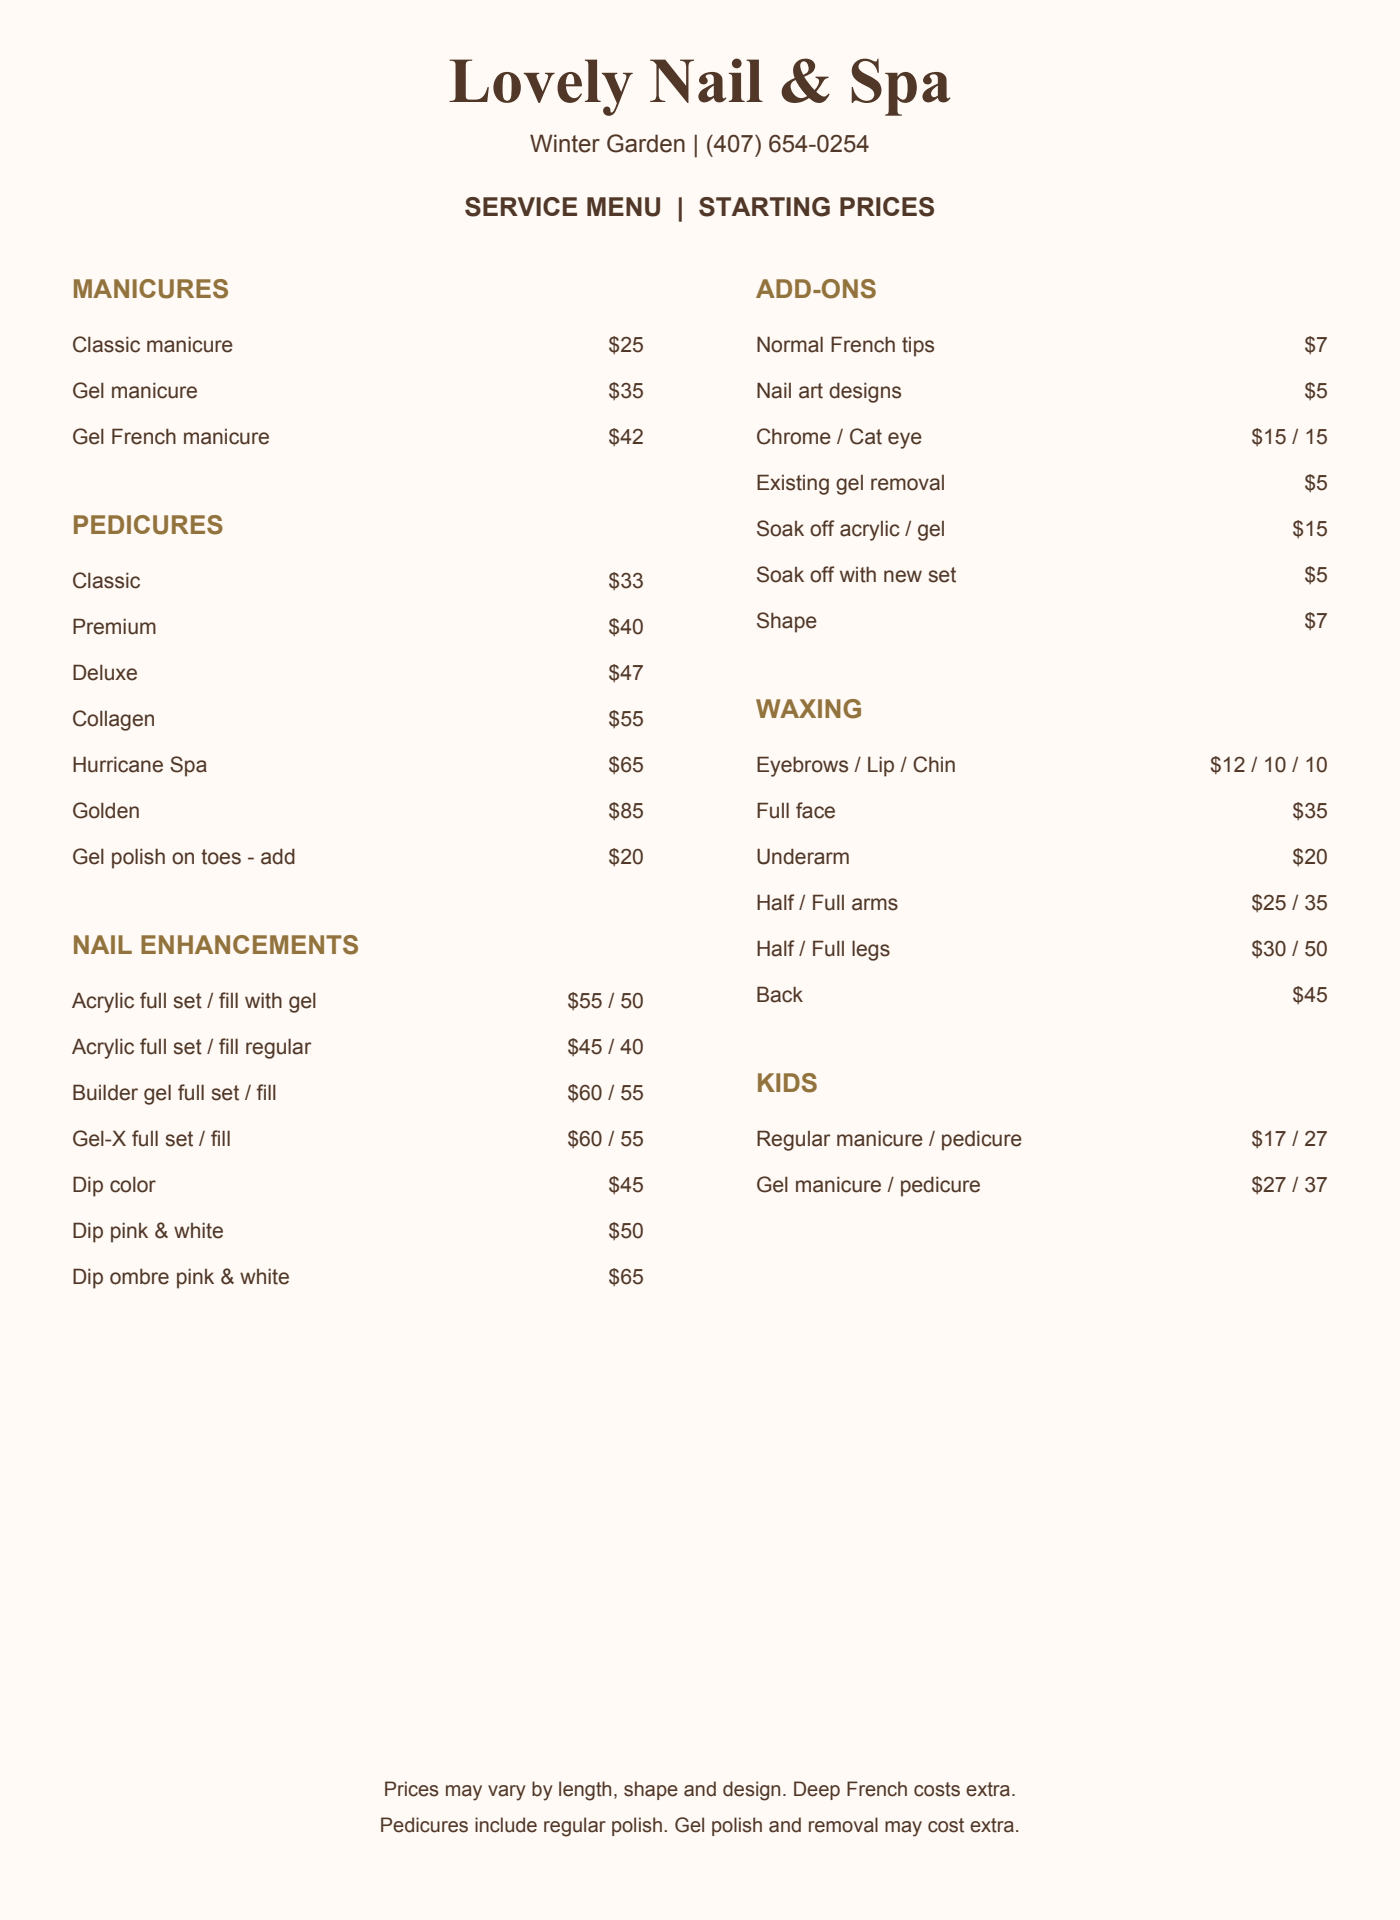 Lovely Nail & Spa
Winter Garden | (407) 654-0254
SERVICE MENU | STARTING PRICES
MANICURES
Classic manicure $25
Gel manicure $35
Gel French manicure $42
PEDICURES
Classic $33
Premium $40
Deluxe $47
Collagen $55
Hurricane Spa $65
Golden $85
Gel polish on toes - add $20
NAIL ENHANCEMENTS
Acrylic full set / fill with gel $55 / 50
Acrylic full set / fill regular $45 / 40
Builder gel full set / fill $60 / 55
Gel-X full set / fill $60 / 55
Dip color $45
Dip pink & white $50
Dip ombre pink & white $65
ADD-ONS
Normal French tips $7
Nail art designs $5
Chrome / Cat eye $15 / 15
Existing gel removal $5
Soak off acrylic / gel $15
Soak off with new set $5
Shape $7
WAXING
Eyebrows / Lip / Chin $12 / 10 / 10
Full face $35
Underarm $20
Half / Full arms $25 / 35
Half / Full legs $30 / 50
Back $45
KIDS
Regular manicure / pedicure $17 / 27
Gel manicure / pedicure $27 / 37
Prices may vary by length, shape and design. Deep French costs extra.
Pedicures include regular polish. Gel polish and removal may cost extra.